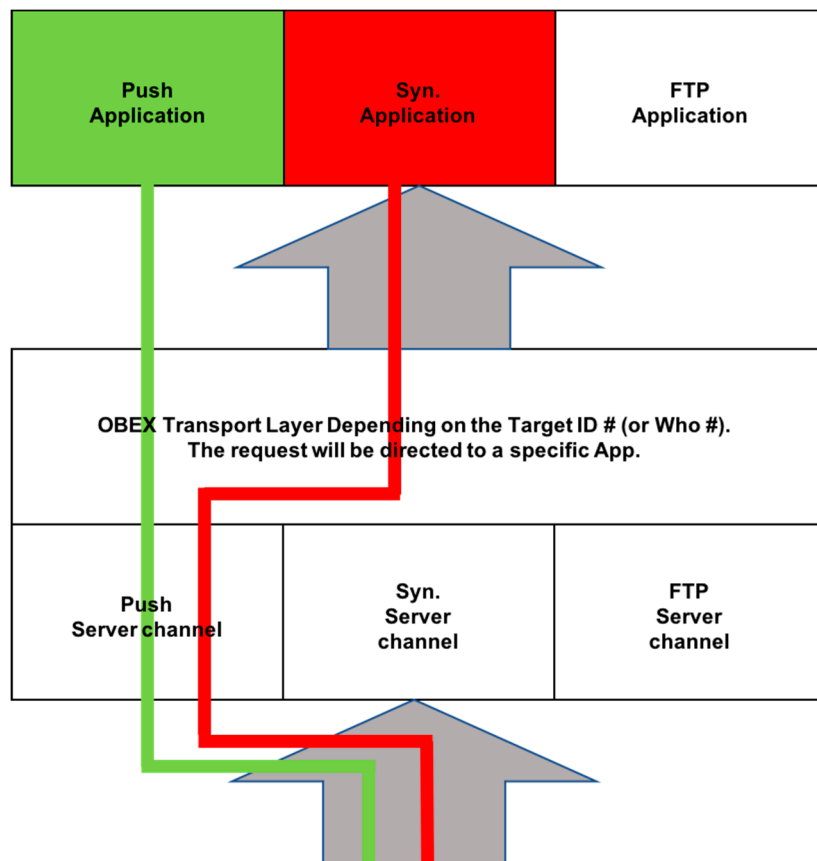 Push
Application
Syn.
Application
FTP
Application
OBEX Transport Layer Depending on the Target ID # (or Who #).
The request will be directed to a specific App.
Push
Server channel
Syn.
Server
channel
FTP
Server
channel